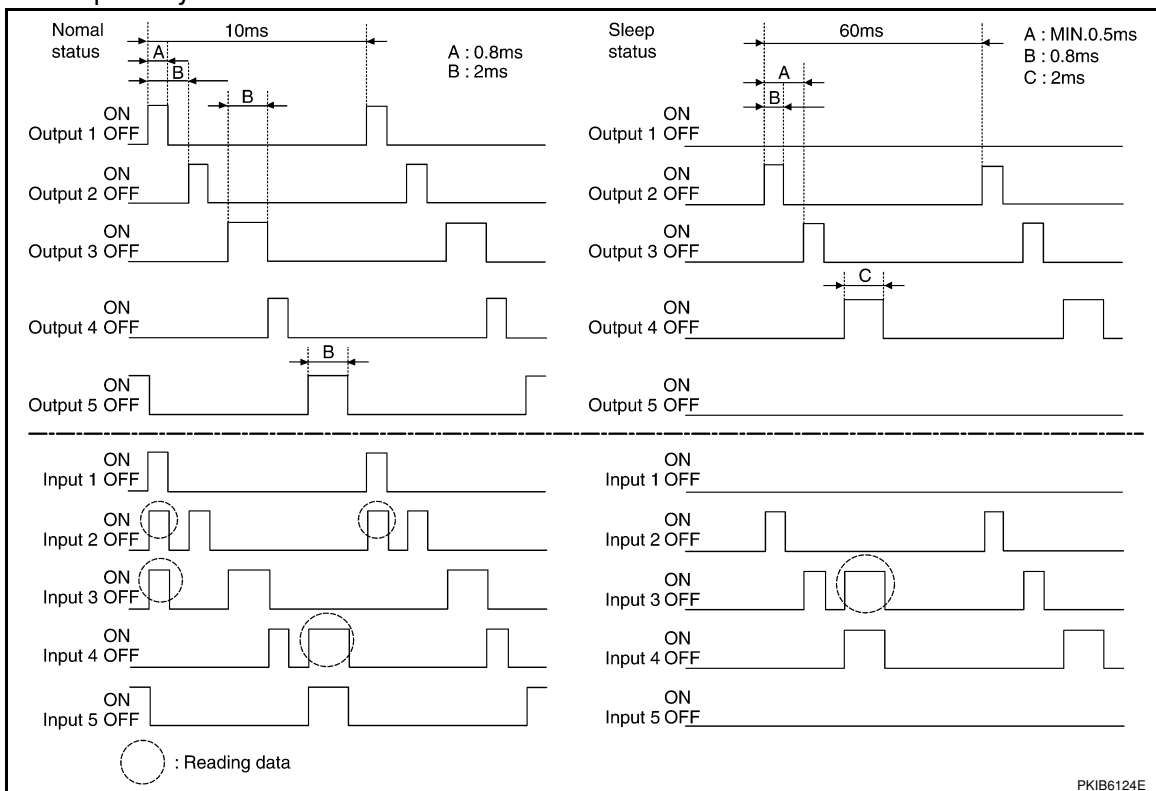 Nomal
status
10ms
A
B
B
A : 0.8ms
B : 2ms
ON
Output 1 OFF
ON
Output 2 OFF
ON
Output 3 OFF
ON
Output 4 OFF
B
ON
Output 5 OFF
Sleep
status
60ms
A
B
A : MIN.0.5ms
B : 0.8ms
C : 2ms
ON
Output 1 OFF
ON
Output 2 OFF
ON
Output 3 OFF
C
ON
Output 4 OFF
ON
Output 5 OFF
ON
Input 1 OFF
ON
Input 2 OFF
ON
Input 3 OFF
ON
Input 4 OFF
ON
Input 5 OFF
ON
Input 1 OFF
ON
Input 2 OFF
ON
Input 3 OFF
ON
Input 4 OFF
ON
Input 5 OFF
: Reading data
PKIB6124E